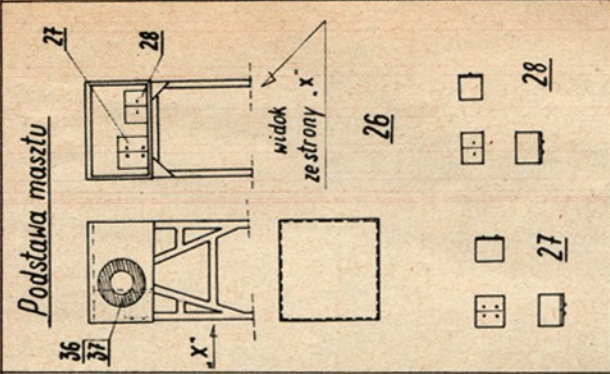 Podstawa masztu
27
28
36
37
„X”
widok
ze strony „X”
26
28
27